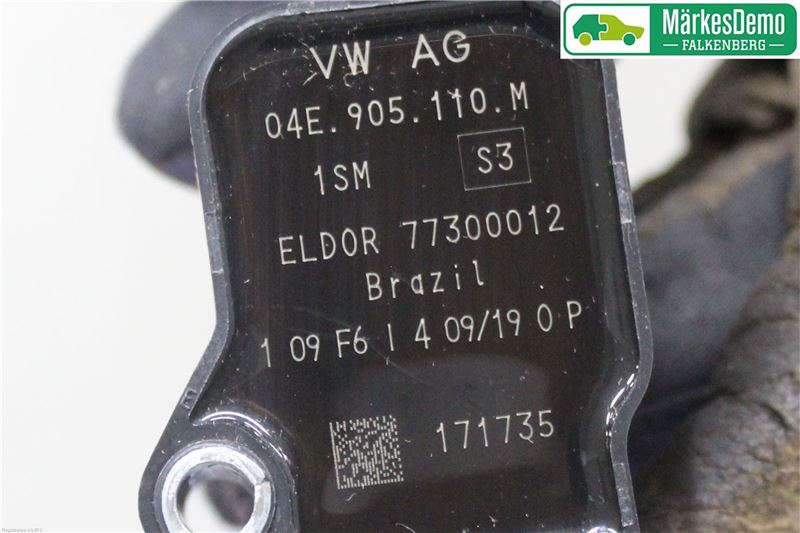 MärkesDemo
FALKENBERG
VW AG
04E.905.110.M
1SM S3
ELDOR 77300012
Brazil
1 09 F6 I 4 09/19 0 P
171735